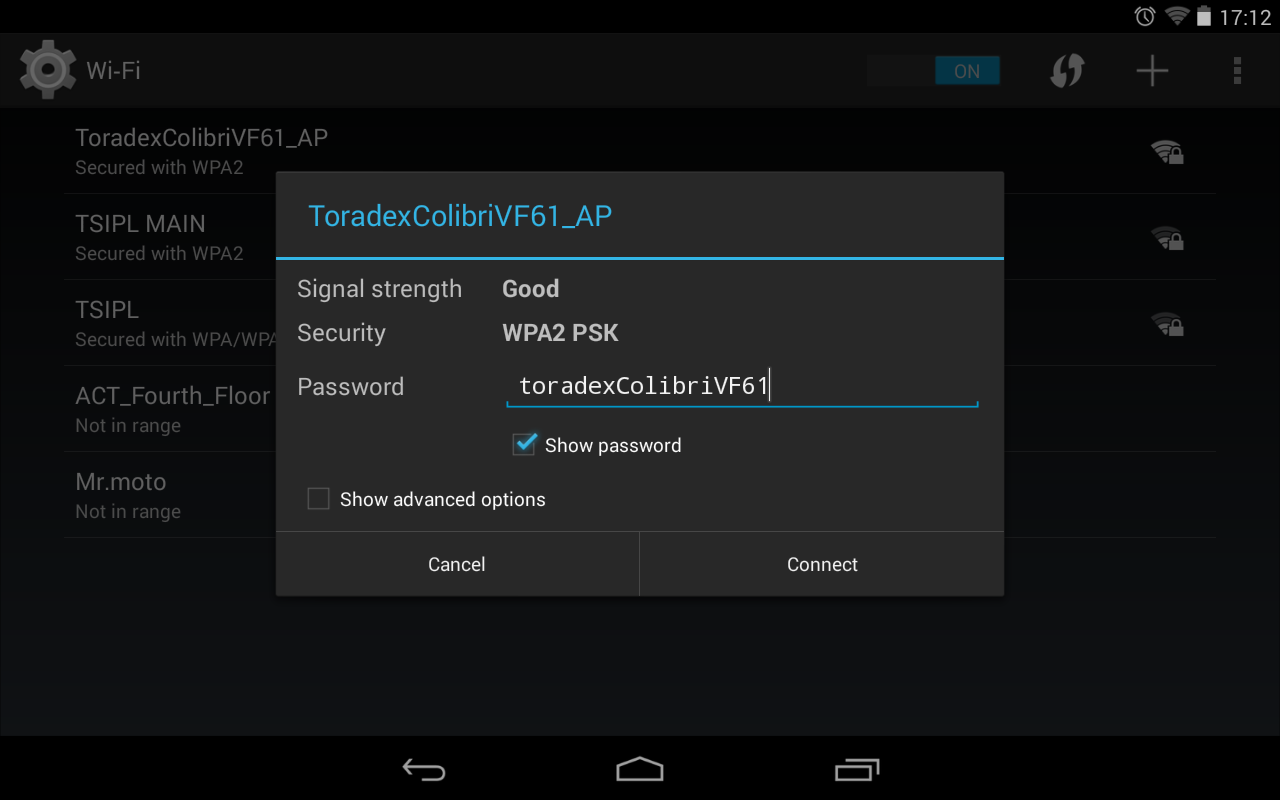 17:12
Wi-Fi
ON
ToradexColibriVF61_AP
Secured with WPA2
TSIPL MAIN
Secured with WPA2
TSIPL
Secured with WPA/WPA
ACT_Fourth_Floor
Not in range
Mr.moto
Not in range
ToradexColibriVF61_AP
Signal strength Good
Security WPA2 PSK
Password toradexColibriVF61
Show password
Show advanced options
Cancel Connect